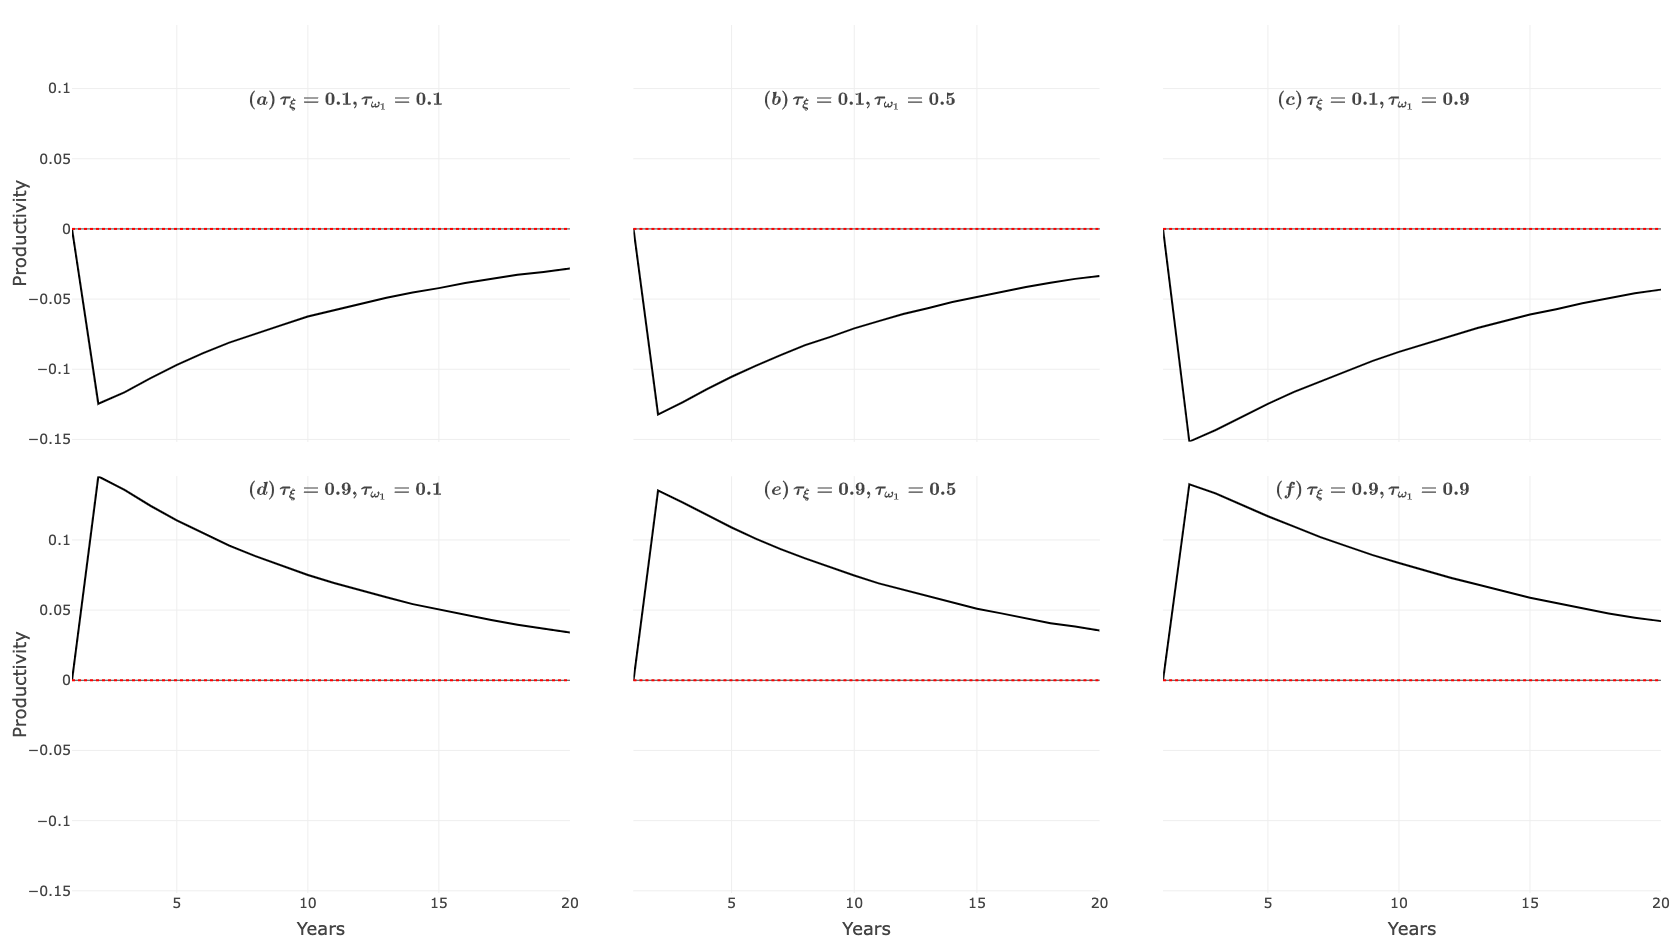 (a) τ_ξ = 0.1, τ_ω₁ = 0.1
(b) τ_ξ = 0.1, τ_ω₁ = 0.5
(c) τ_ξ = 0.1, τ_ω₁ = 0.9
0.1
0.05
0
−0.05
−0.1
−0.15
Productivity
(d) τ_ξ = 0.9, τ_ω₁ = 0.1
(e) τ_ξ = 0.9, τ_ω₁ = 0.5
(f) τ_ξ = 0.9, τ_ω₁ = 0.9
0.1
0.05
0
−0.05
−0.1
−0.15
Productivity
5 10 15 20
5 10 15 20
5 10 15 20
Years
Years
Years